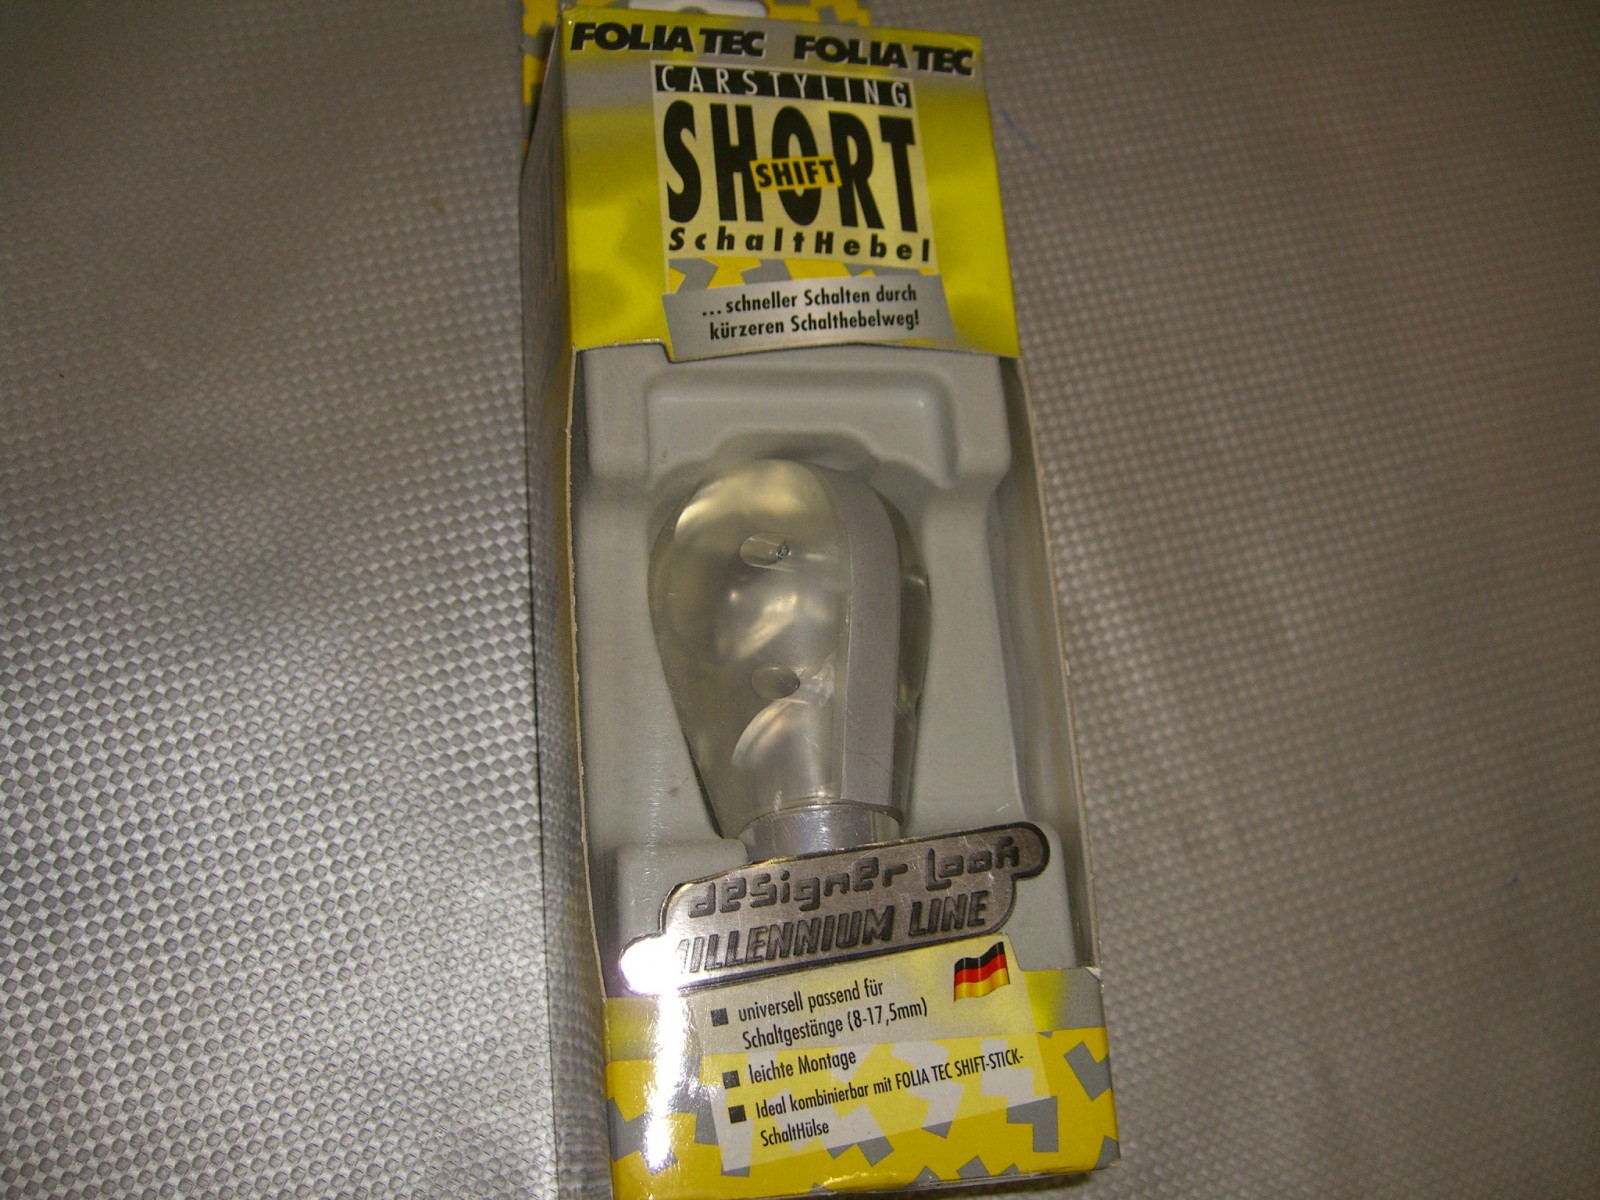 FOLIA TEC FOLIA TEC
CARSTYLING
SHORT
SHIFT
SchaltHebel
...schneller Schalten durch
kürzeren Schalthebelweg!
designer look
MILLENNIUM LINE
universell passend für
Schaltgestänge (8-17,5mm)
leichte Montage
Ideal kombinierbar mit FOLIA TEC SHIFT-STICK-
SchaltHülse